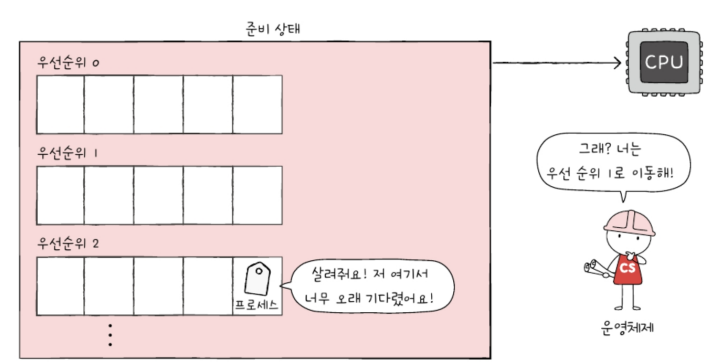 준비 상태
우선순위 0
CPU
우선순위 1
그래? 너는
우선 순위 1로 이동해!
우선순위 2
살려줘요! 저 여기서
너무 오래 기다렸어요!
프로세스
CS
운영체제